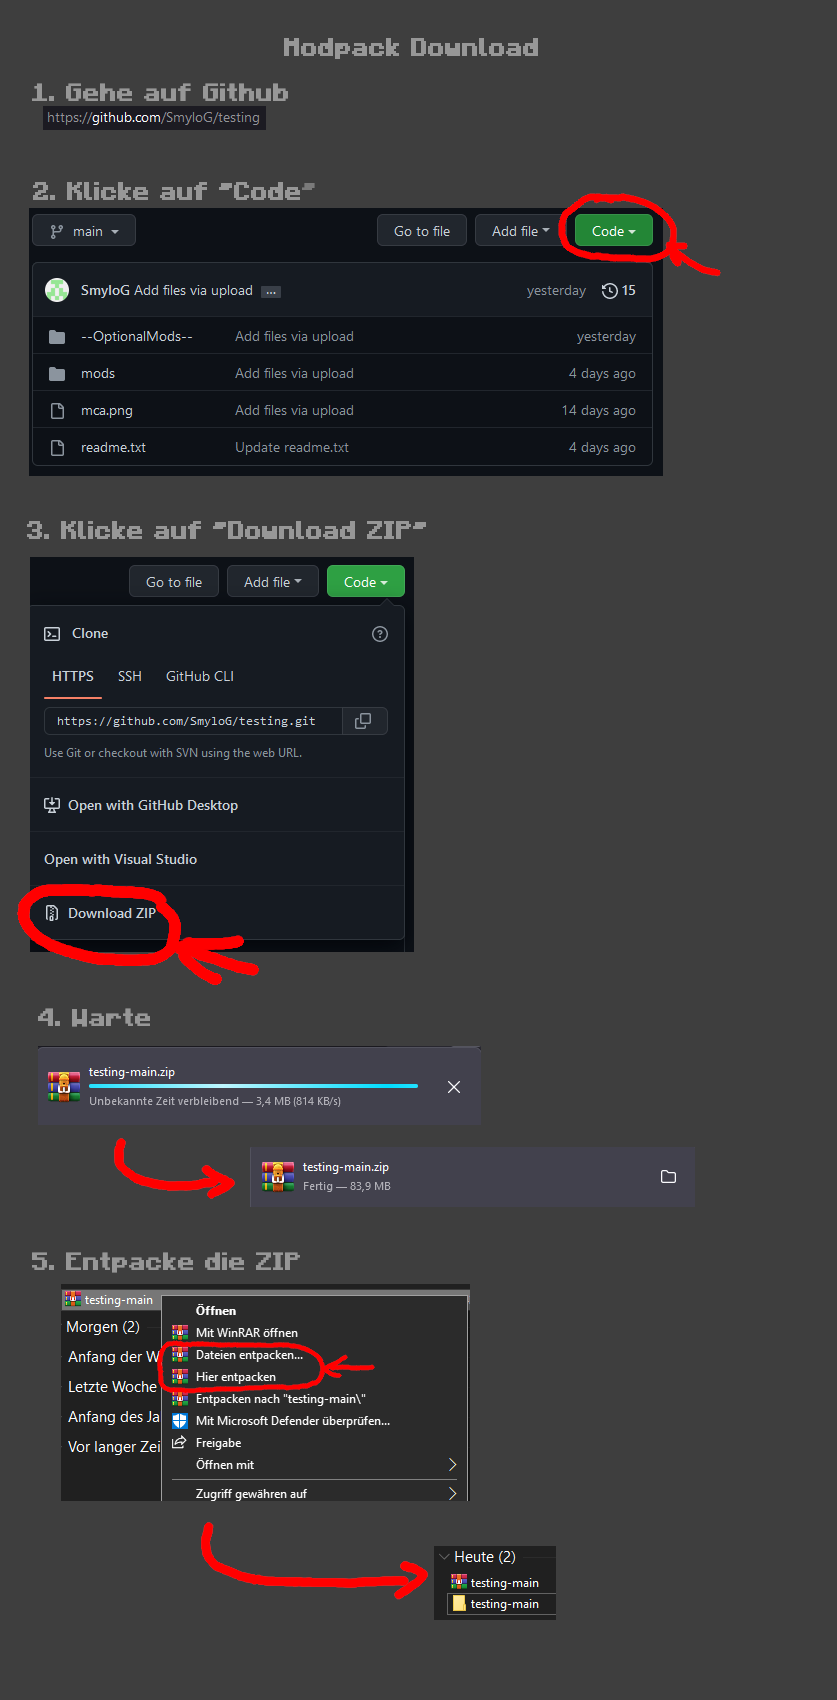 Modpack Download
1. Gehe auf Github
https://github.com/SmyloG/testing
2. Klicke auf "Code"
main
Go to file
Add file
Code
SmyloG Add files via upload ...
yesterday
15
--OptionalMods--
Add files via upload
yesterday
mods
Add files via upload
4 days ago
mca.png
Add files via upload
14 days ago
readme.txt
Update readme.txt
4 days ago
3. Klicke auf "Download ZIP"
Go to file
Add file
Code
Clone
HTTPS
SSH
GitHub CLI
https://github.com/SmyloG/testing.git
Use Git or checkout with SVN using the web URL.
Open with GitHub Desktop
Open with Visual Studio
Download ZIP
4. Warte
testing-main.zip
Unbekannte Zeit verbleibend — 3,4 MB (814 KB/s)
testing-main.zip
Fertig — 83,9 MB
5. Entpacke die ZIP
testing-main
Morgen (2)
Anfang der W
Letzte Woche
Anfang des Ja
Vor langer Zei
Öffnen
Mit WinRAR öffnen
Dateien entpacken...
Hier entpacken
Entpacken nach "testing-main\"
Mit Microsoft Defender überprüfen...
Freigabe
Öffnen mit
Zugriff gewähren auf
Heute (2)
testing-main
testing-main